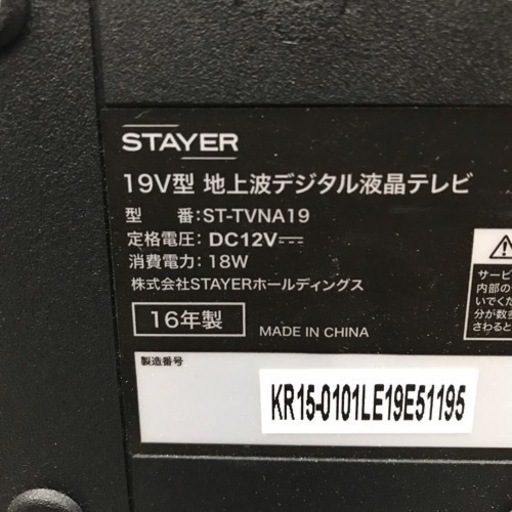 STAYER
19V型 地上波デジタル液晶テレビ
型 番:ST-TVNA19
定格電圧:DC12V⎓
消費電力:18W
株式会社STAYERホールディングス
16年製
MADE IN CHINA
サービ
内部の
いでくだ
分が数
さわると
製造番号
KR15-0101LE19E51195